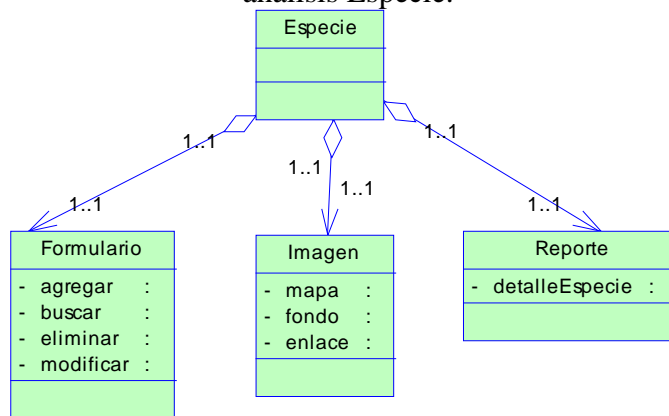 análisis Especie.
Especie
1..1
1..1
1..1
1..1
1..1
1..1
Formulario
- agregar :
- buscar :
- eliminar :
- modificar :
Imagen
- mapa :
- fondo :
- enlace :
Reporte
- detalleEspecie :